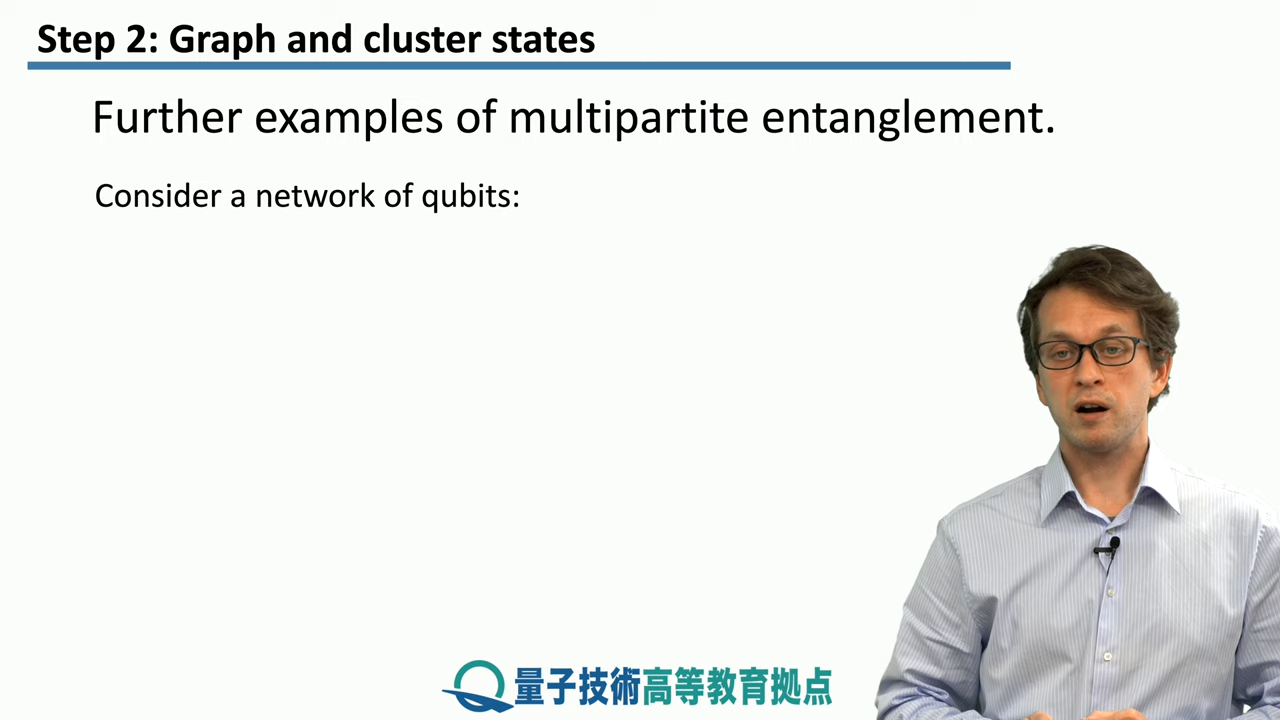 Step 2: Graph and cluster states
Further examples of multipartite entanglement.
Consider a network of qubits:
量子技術高等教育拠点